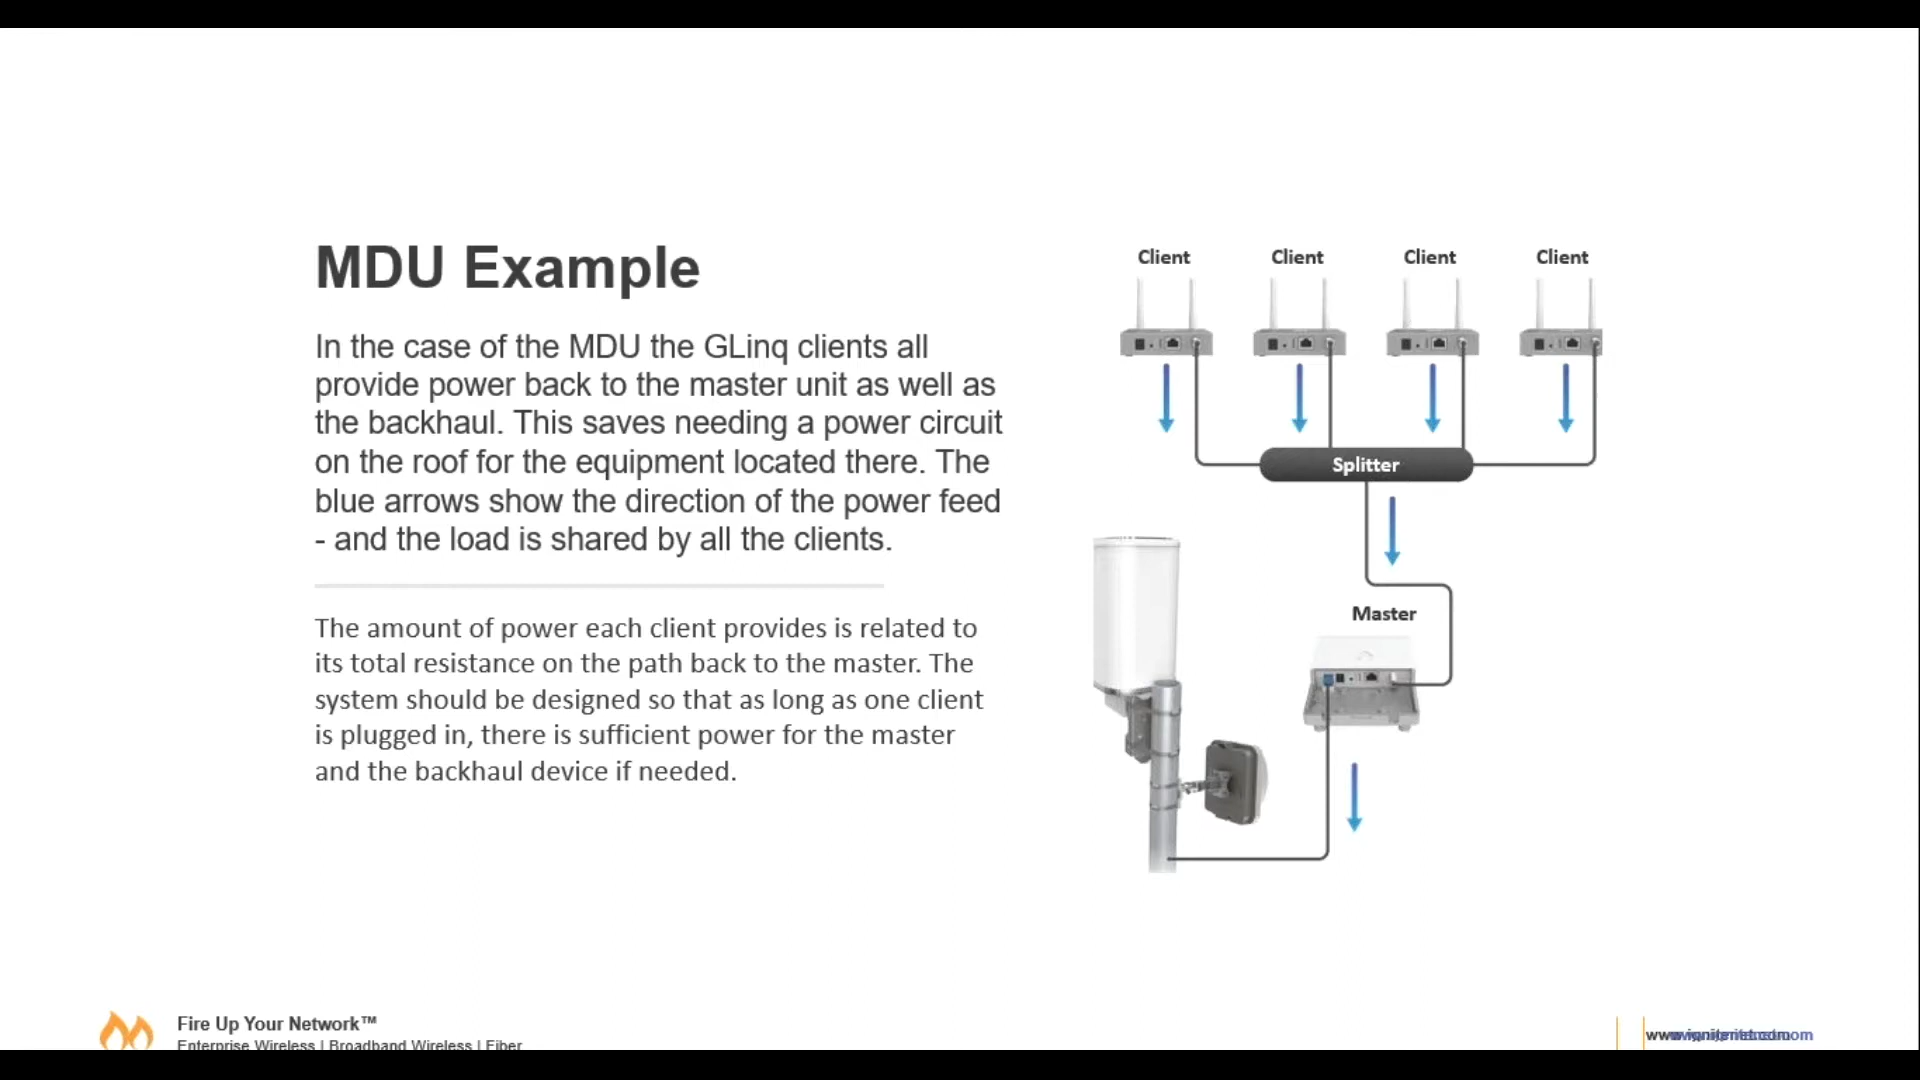 MDU Example
In the case of the MDU the GLinq clients all
provide power back to the master unit as well as
the backhaul. This saves needing a power circuit
on the roof for the equipment located there. The
blue arrows show the direction of the power feed
- and the load is shared by all the clients.
The amount of power each client provides is related to
its total resistance on the path back to the master. The
system should be designed so that as long as one client
is plugged in, there is sufficient power for the master
and the backhaul device if needed.
Client Client Client Client
Splitter
Master
Fire Up Your Network™
Enterprise Wireless | Broadband Wireless | Fiber